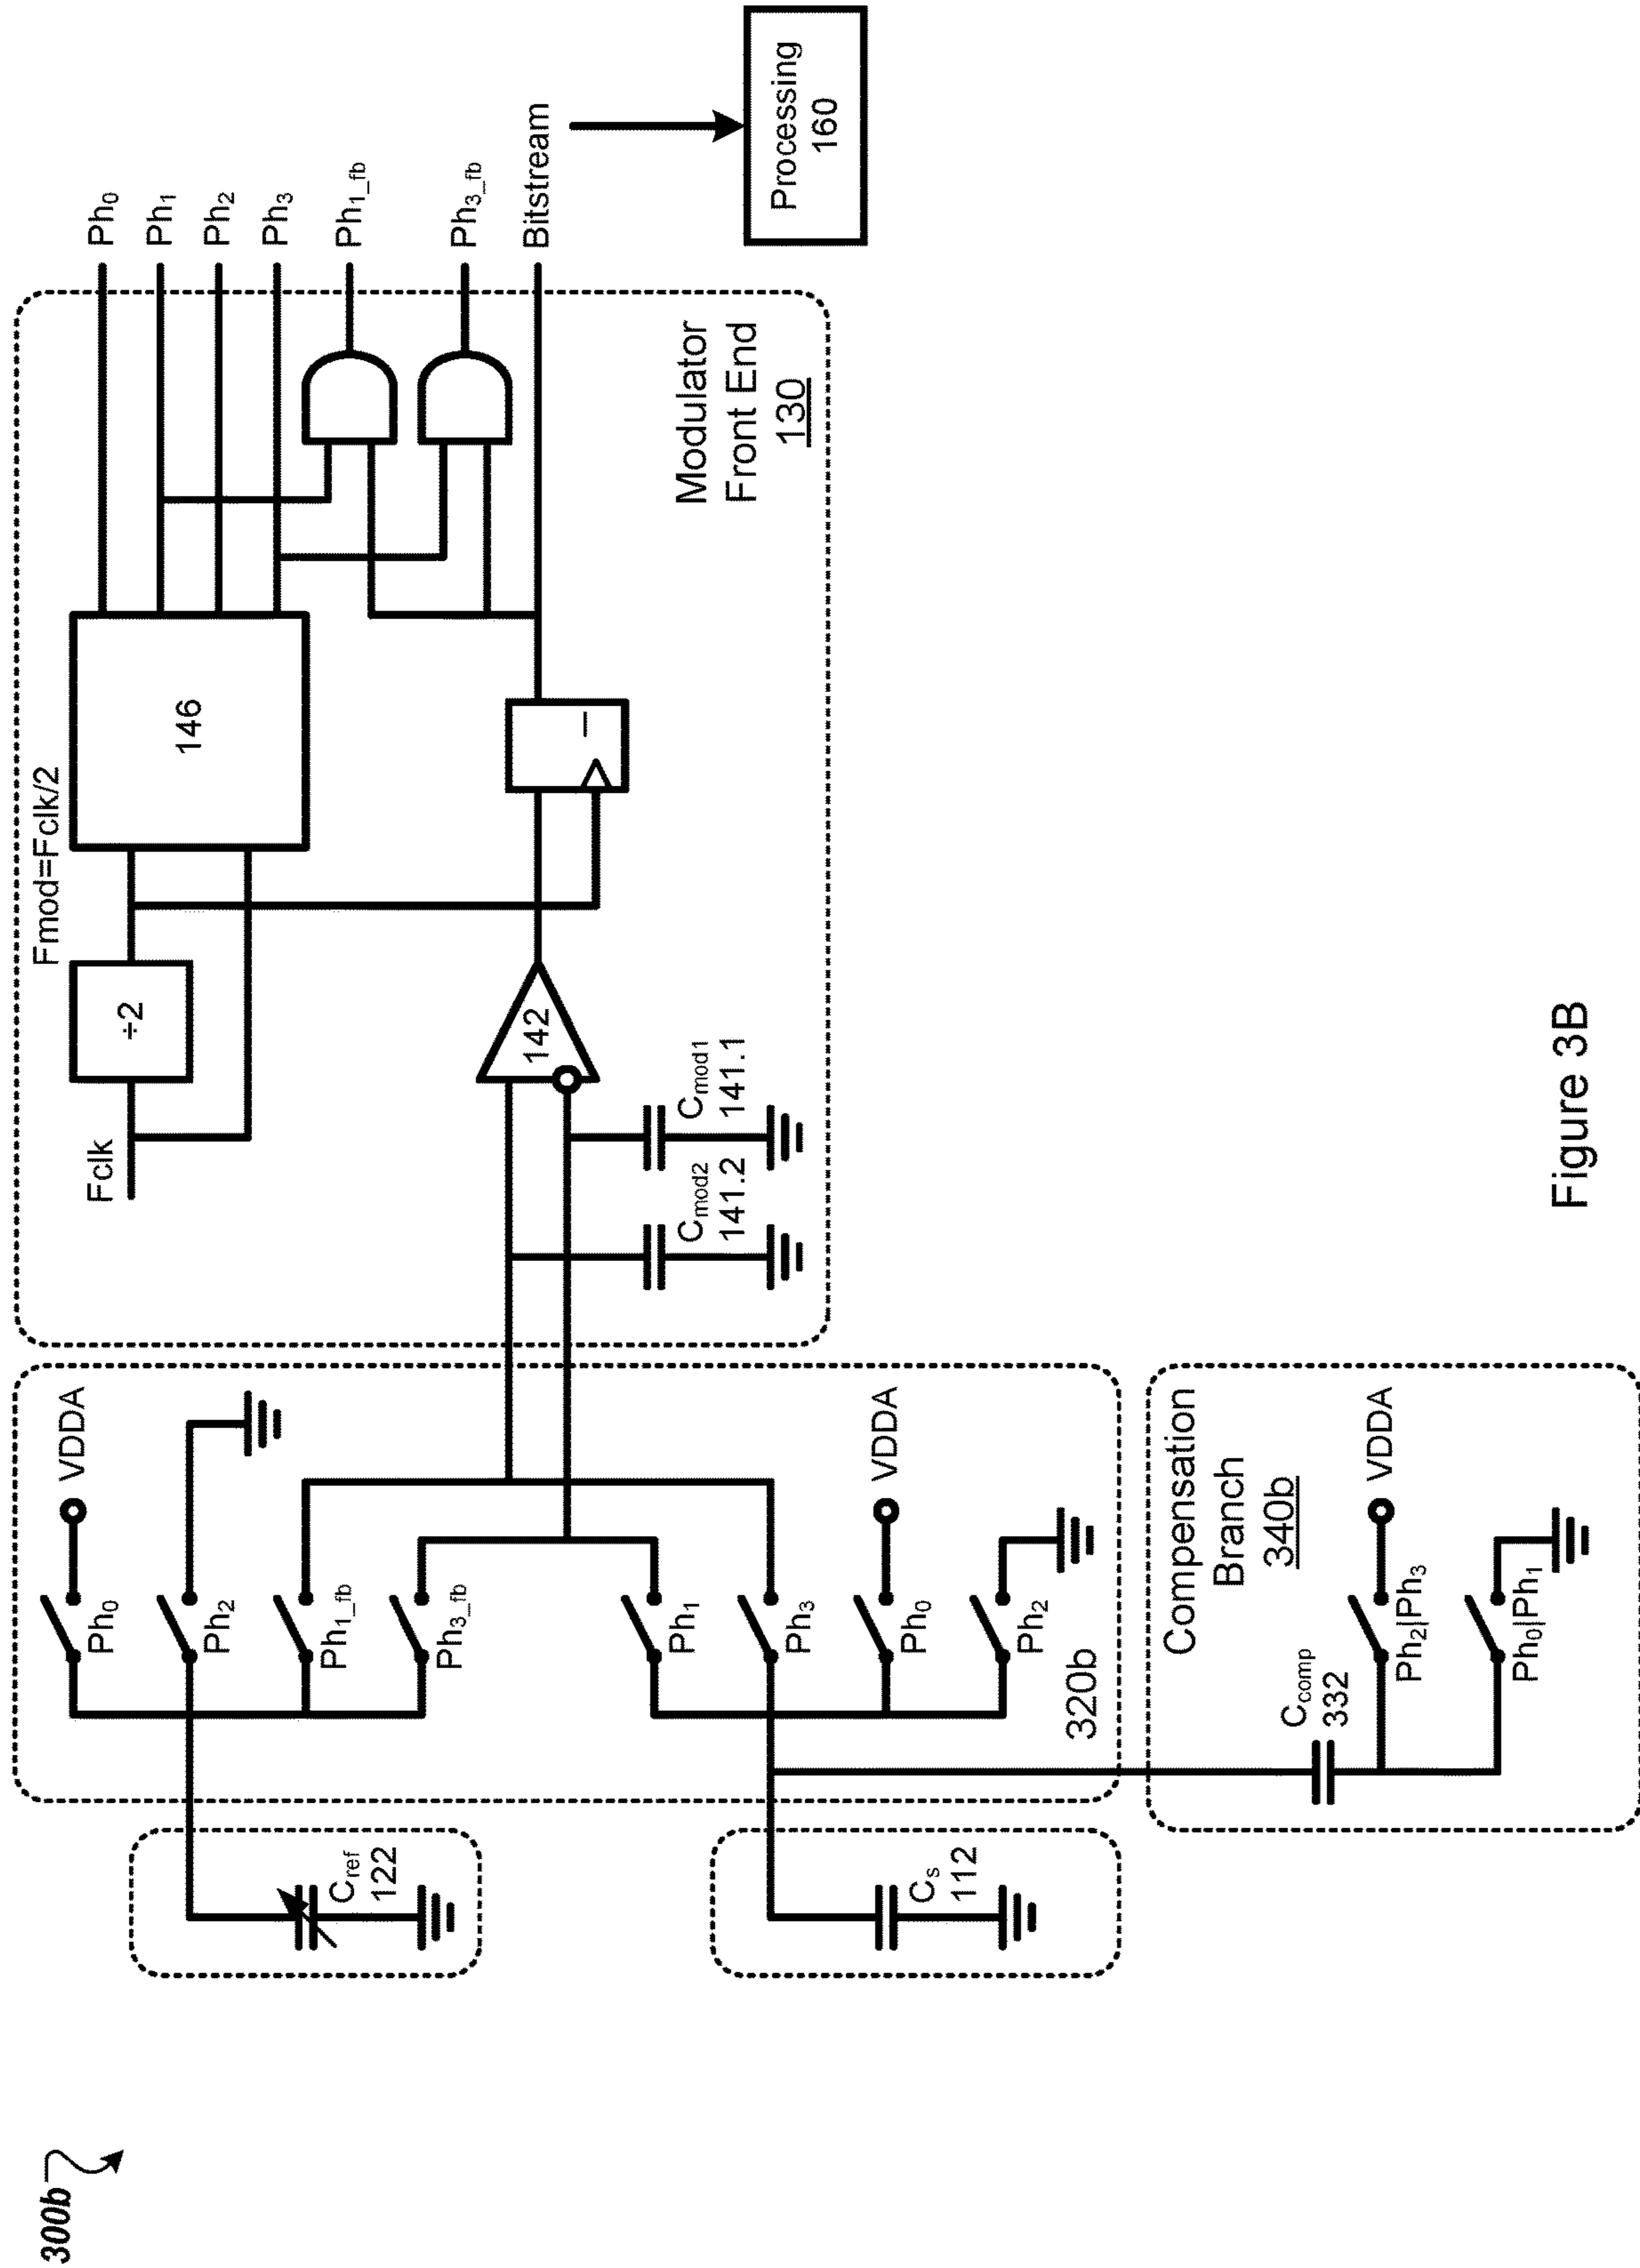 300b
Fclk
÷2
Fmod=Fclk/2
146
Ph₀
Ph₁
Ph₂
Ph₃
Ph₁_fb
Ph₃_fb
Bitstream
Processing
160
142
–
Cmod2
141.2
Cmod1
141.1
Modulator
Front End
130
VDDA
Ph₀
Ph₂
Ph₁_fb
Ph₃_fb
Ph₁
Ph₃
Ph₀
VDDA
Ph₂
320b
Cref
122
Cs
112
Compensation
Branch
340b
Ccomp
332
VDDA
Ph₂|Ph₃
Ph₀|Ph₁
Figure 3B